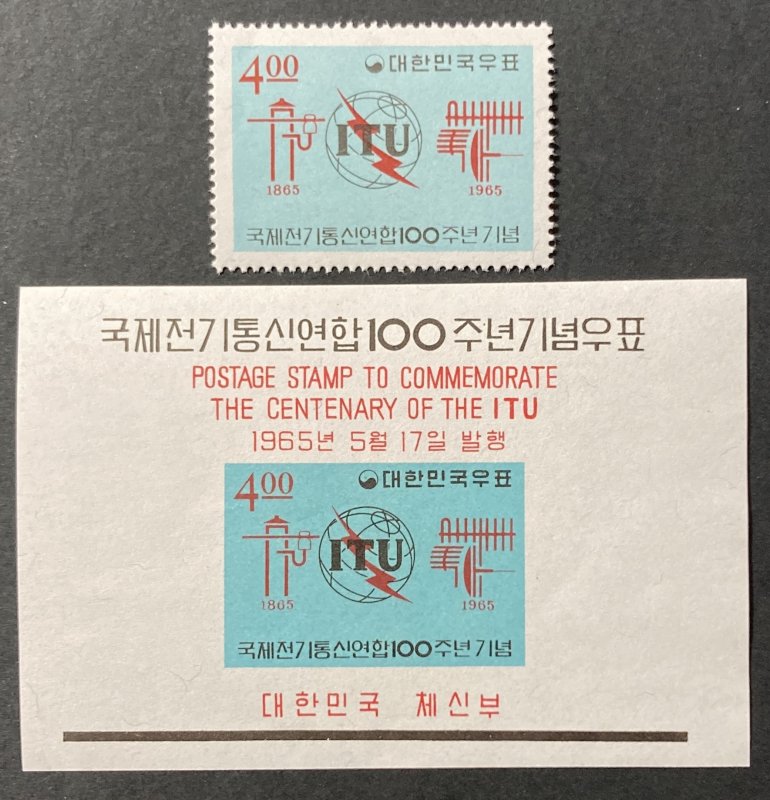 400 대한민국우표
ITU
1865 1965
국제전기통신연합100주년기념
국제전기통신연합100주년기념우표
POSTAGE STAMP TO COMMEMORATE
THE CENTENARY OF THE ITU
1965년 5월 17일 발행
400 대한민국우표
ITU
1865 1965
국제전기통신연합100주년기념
대한민국 체신부